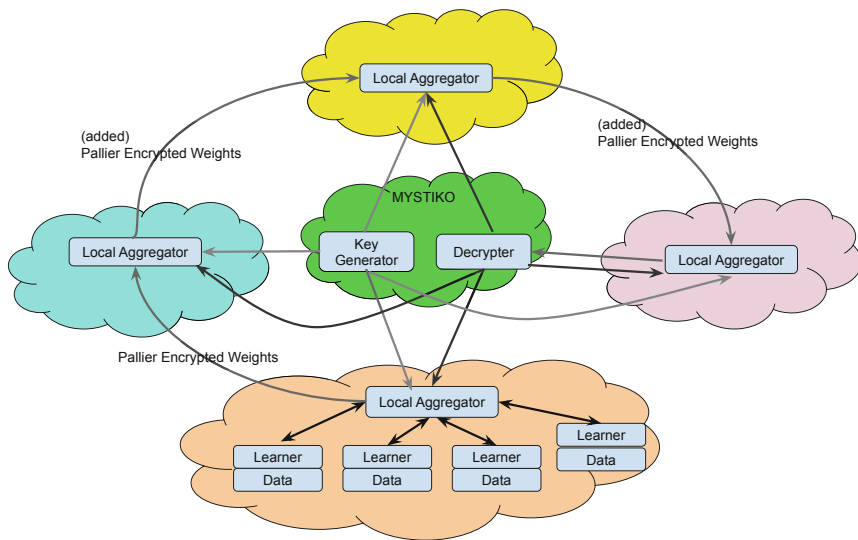 Local Aggregator
(added)
Pallier Encrypted Weights
(added)
Pallier Encrypted Weights
MYSTIKO
Local Aggregator
Key
Generator
Decrypter
Local Aggregator
Pallier Encrypted Weights
Local Aggregator
Learner
Data
Learner
Data
Learner
Data
Learner
Data